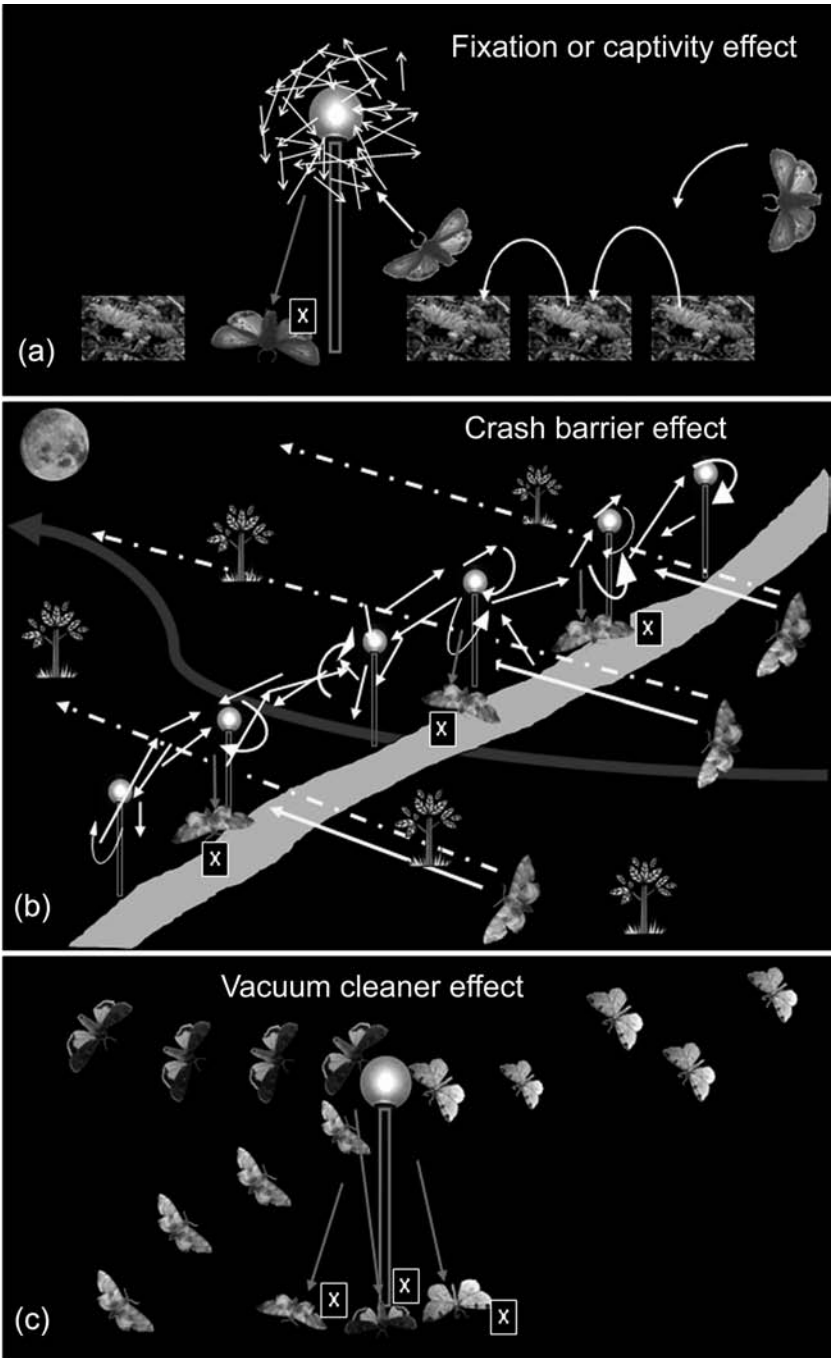 Fixation or captivity effect
X
(a)
Crash barrier effect
X
X
X
(b)
Vacuum cleaner effect
X
X
X
(c)